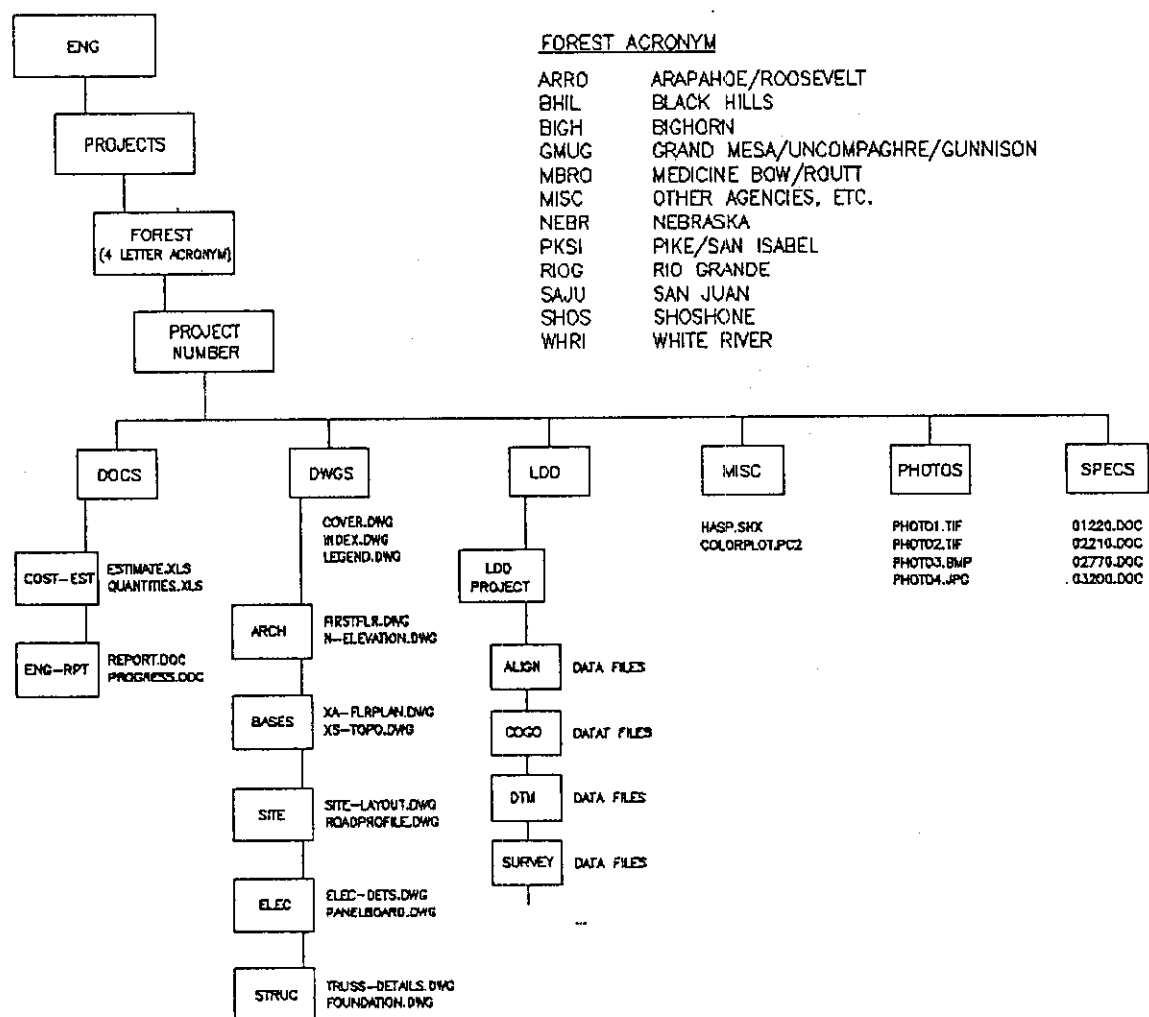 ENG
PROJECTS
FOREST
(4 LETTER ACRONYM)
PROJECT
NUMBER
FOREST ACRONYM
ARRO ARAPAHOE/ROOSEVELT
BHIL BLACK HILLS
BIGH BIGHORN
GMUG GRAND MESA/UNCOMPAGHRE/GUNNISON
MBRO MEDICINE BOW/ROUTT
MISC OTHER AGENCIES, ETC.
NEBR NEBRASKA
PKSI PIKE/SAN ISABEL
RIOG RIO GRANDE
SAJU SAN JUAN
SHOS SHOSHONE
WHRI WHITE RIVER
DOCS
COST-EST
ESTIMATE.XLS
QUANTITIES.XLS
ENG-RPT
REPORT.DOC
PROGRESS.DOC
DWGS
COVER.DWG
INDEX.DWG
LEGEND.DWG
ARCH
FIRSTFLR.DWG
N-ELEVATION.DWG
BASES
XA-FLRPLAN.DWG
XS-TOPO.DWG
SITE
SITE-LAYOUT.DWG
ROADPROFILE.DWG
ELEC
ELEC-DETS.DWG
PANELBOARD.DWG
STRUC
TRUSS-DETAILS.DWG
FOUNDATION.DWG
LDD
LDD
PROJECT
ALIGN DATA FILES
COGO DATAT FILES
DTM DATA FILES
SURVEY DATA FILES
...
MISC
HASP.SHX
COLORPLOT.PC2
PHOTOS
PHOTO1.TIF
PHOTO2.TIF
PHOTO3.BMP
PHOTO4.JPG
SPECS
01220.DOC
02210.DOC
02770.DOC
03200.DOC